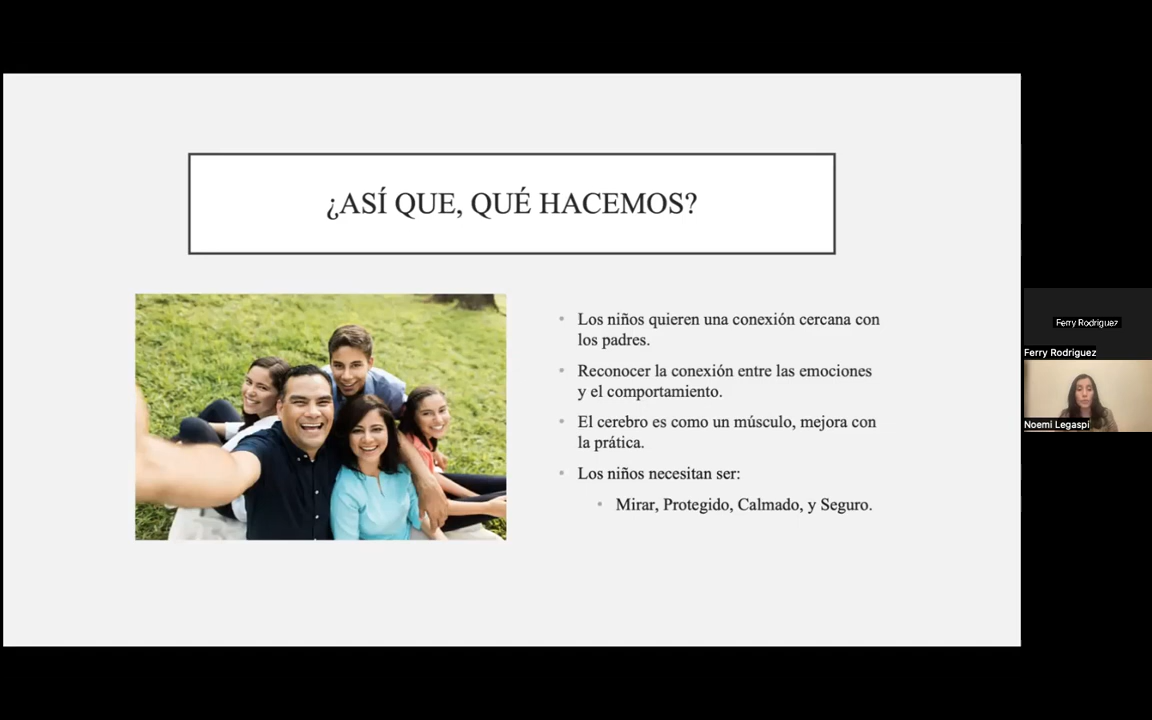 ¿ASÍ QUE, QUÉ HACEMOS?
• Los niños quieren una conexión cercana con
los padres.
• Reconocer la conexión entre las emociones
y el comportamiento.
• El cerebro es como un músculo, mejora con
la prática.
• Los niños necesitan ser:
• Mirar, Protegido, Calmado, y Seguro.
Ferry Rodriguez
Ferry Rodriguez
Noemi Legaspi